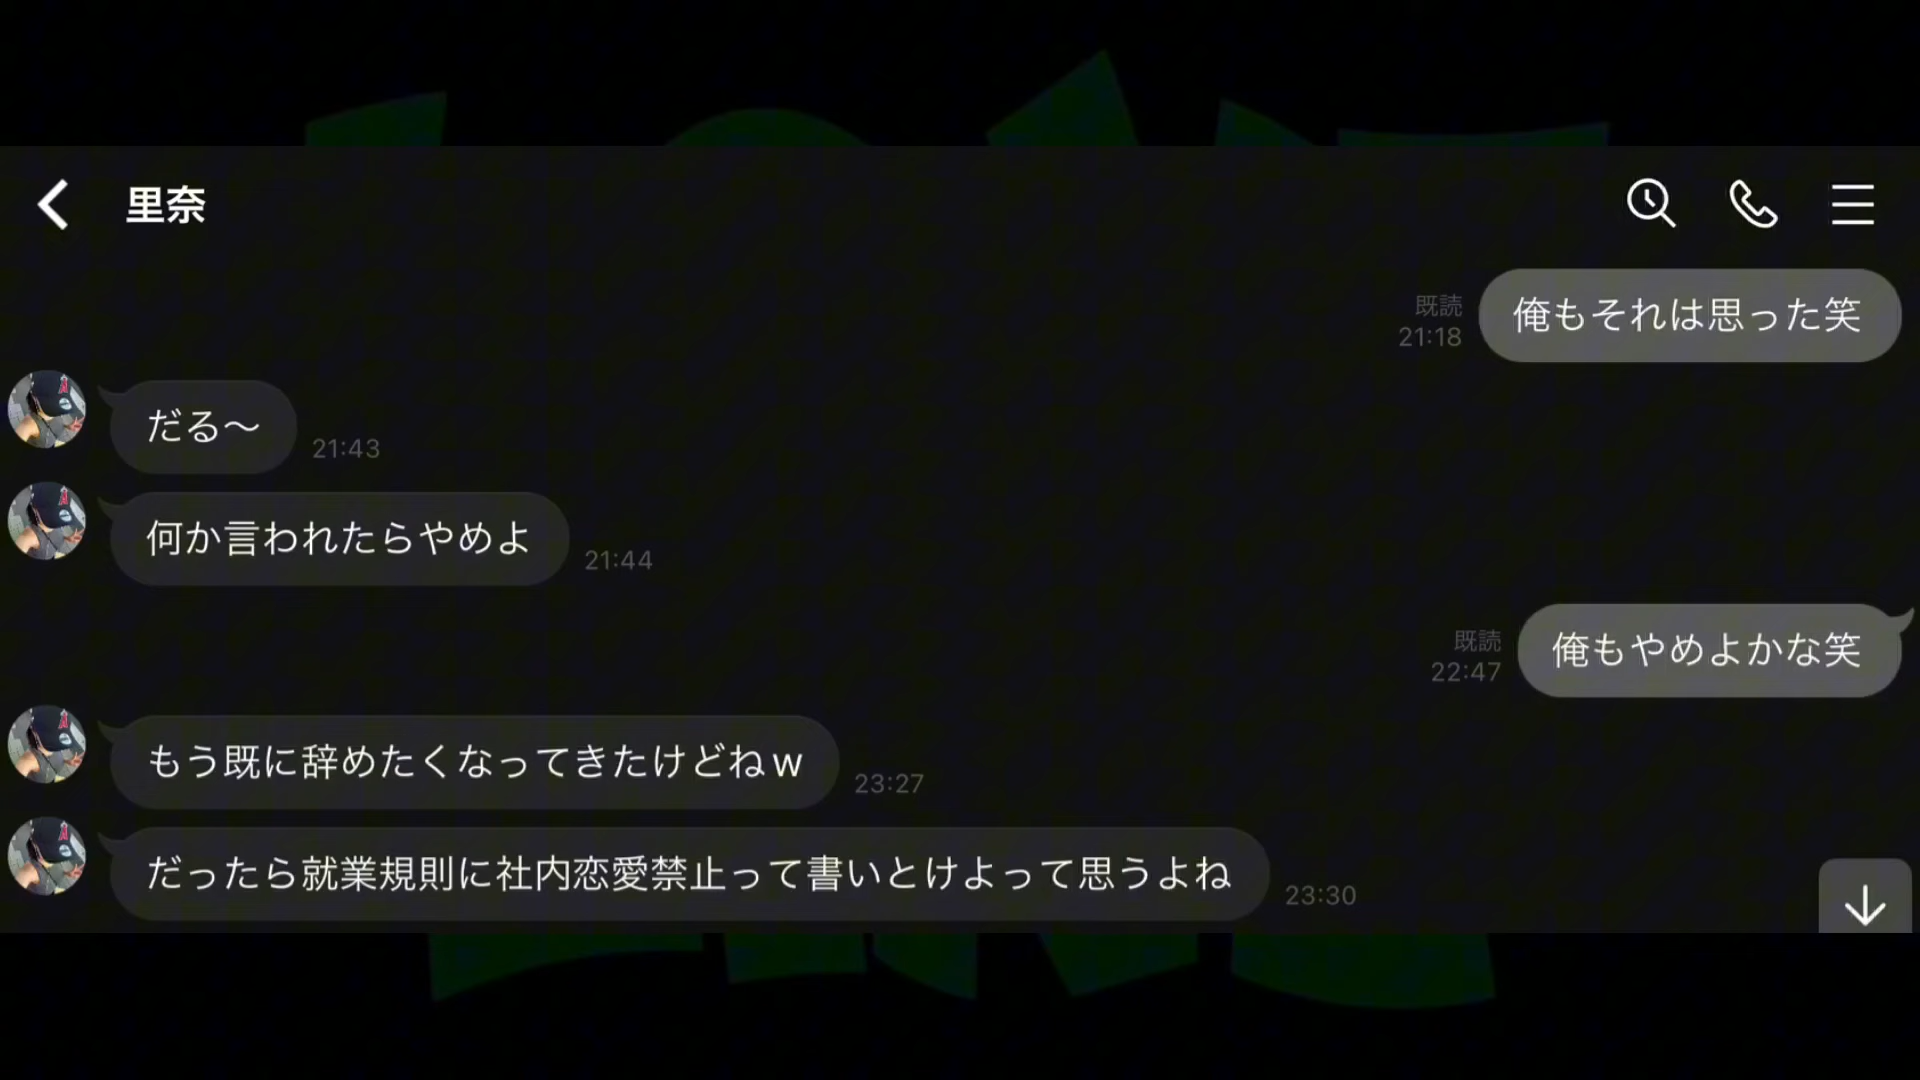 里奈
俺もそれは思った笑
既読
21:18
だる〜
21:43
何か言われたらやめよ
21:44
俺もやめよかな笑
既読
22:47
もう既に辞めたくなってきたけどねw
23:27
だったら就業規則に社内恋愛禁止って書いとけよって思うよね
23:30